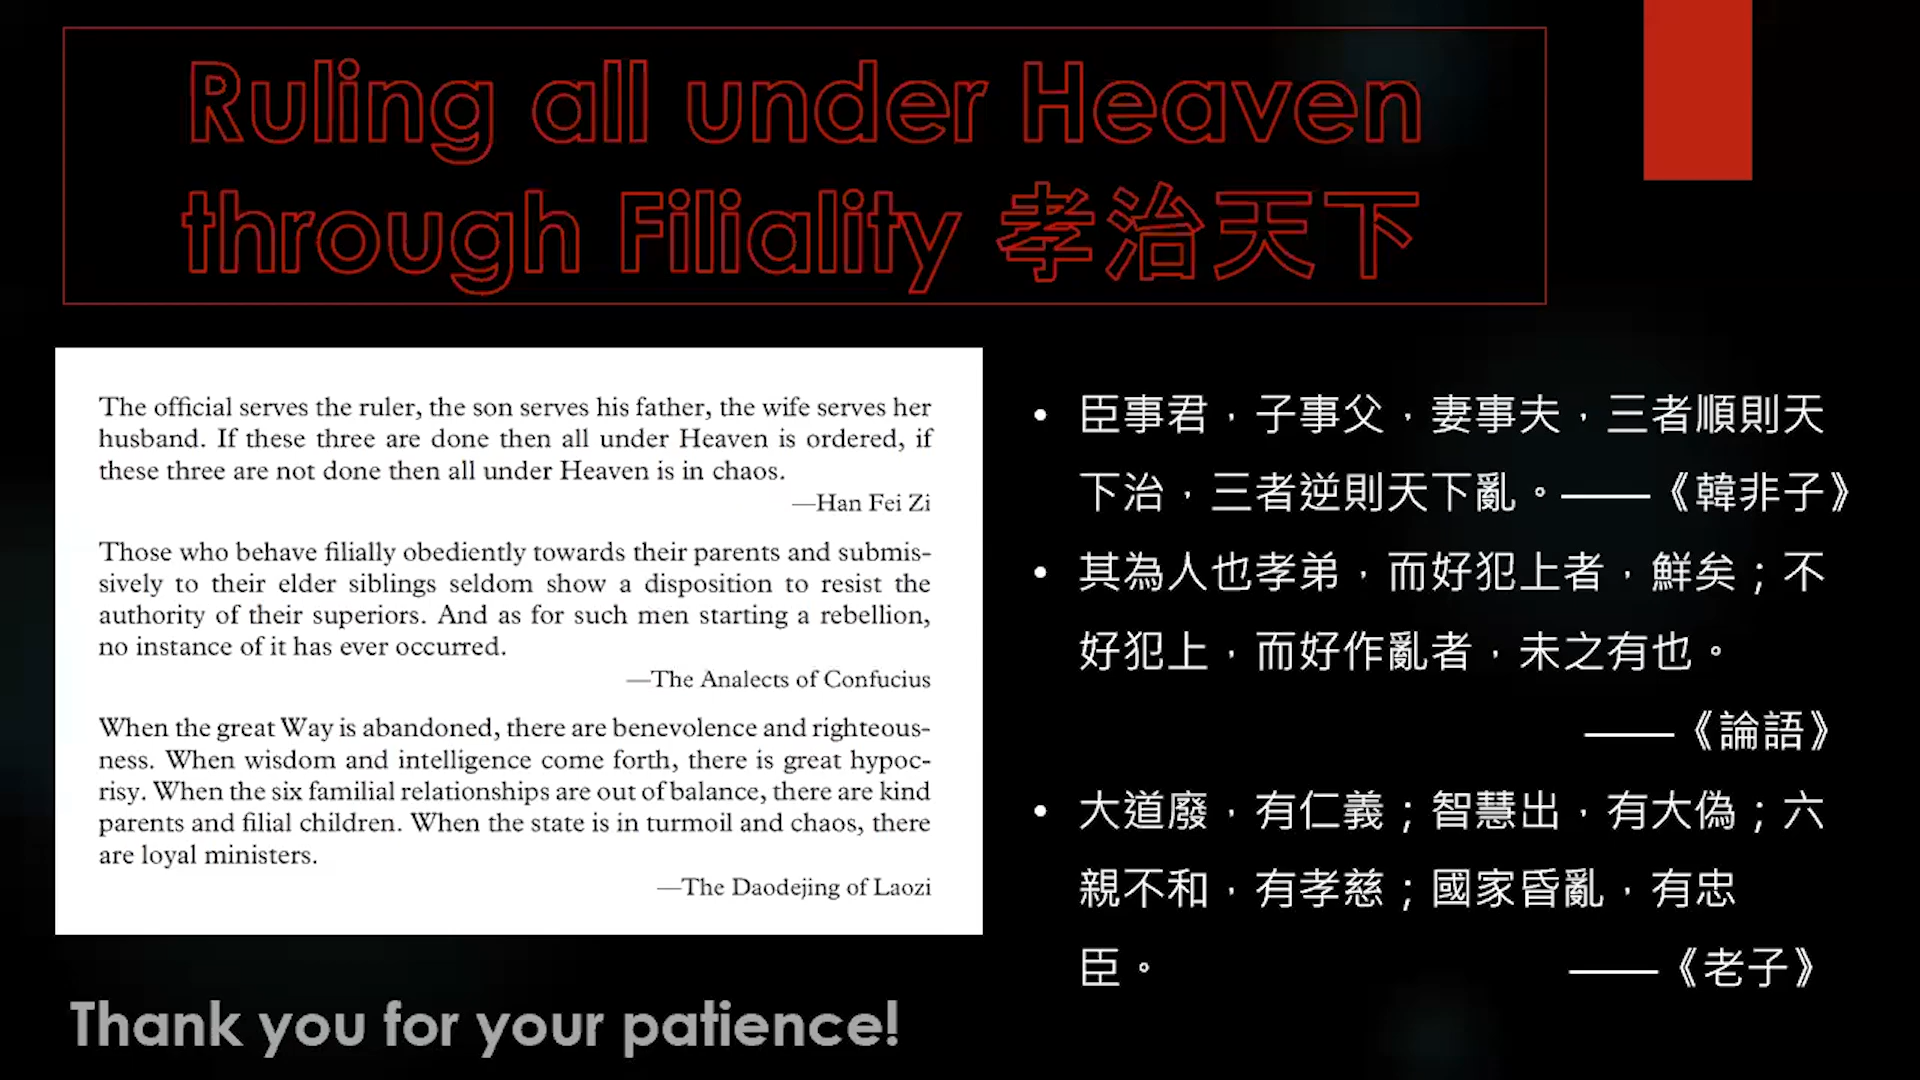 Ruling all under Heaven
through Filiality 孝治天下
The official serves the ruler, the son serves his father, the wife serves her
husband. If these three are done then all under Heaven is ordered, if
these three are not done then all under Heaven is in chaos.
—Han Fei Zi
Those who behave filially obediently towards their parents and submis-
sively to their elder siblings seldom show a disposition to resist the
authority of their superiors. And as for such men starting a rebellion,
no instance of it has ever occurred.
—The Analects of Confucius
When the great Way is abandoned, there are benevolence and righteous-
ness. When wisdom and intelligence come forth, there is great hypoc-
risy. When the six familial relationships are out of balance, there are kind
parents and filial children. When the state is in turmoil and chaos, there
are loyal ministers.
—The Daodejing of Laozi
• 臣事君，子事父，妻事夫，三者順則天
下治，三者逆則天下亂。——《韓非子》
• 其為人也孝弟，而好犯上者，鮮矣；不
好犯上，而好作亂者，未之有也。
——《論語》
• 大道廢，有仁義；智慧出，有大偽；六
親不和，有孝慈；國家昏亂，有忠
臣。 ——《老子》
Thank you for your patience!